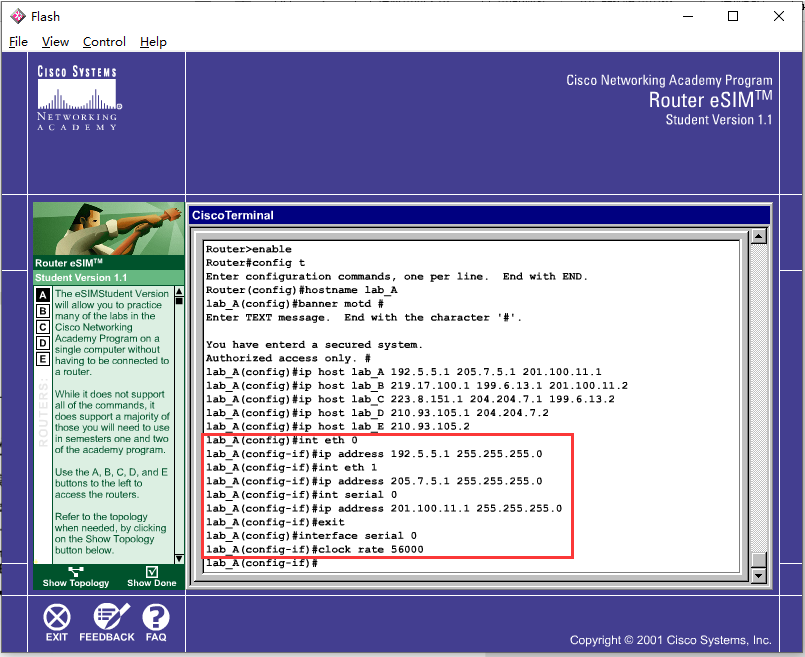 Flash
File View Control Help
CISCO SYSTEMS
NETWORKING
ACADEMY
Cisco Networking Academy Program
Router eSIM™
Student Version 1.1
Router eSIM™
Student Version 1.1
A
B
C
D
E
ROUTERS:
The eSIMStudent Version
will allow you to practice
many of the labs in the
Cisco Networking
Academy Program on a
single computer without
having to be connected to
a router.
While it does not support
all of the commands, it
does support a majority of
those you will need to use
in semesters one and two
of the academy program.
Use the A, B, C, D, and E
buttons to the left to
access the routers.
Refer to the topology
when needed, by clicking
on the Show Topology
button below.
Show Topology Show Done
CiscoTerminal
Router>enable
Router#config t
Enter configuration commands, one per line. End with END.
Router(config)#hostname lab_A
lab_A(config)#banner motd #
Enter TEXT message. End with the character '#'.
You have enterd a secured system.
Authorized access only. #
lab_A(config)#ip host lab_A 192.5.5.1 205.7.5.1 201.100.11.1
lab_A(config)#ip host lab_B 219.17.100.1 199.6.13.1 201.100.11.2
lab_A(config)#ip host lab_C 223.8.151.1 204.204.7.1 199.6.13.2
lab_A(config)#ip host lab_D 210.93.105.1 204.204.7.2
lab_A(config)#ip host lab_E 210.93.105.2
lab_A(config)#int eth 0
lab_A(config-if)#ip address 192.5.5.1 255.255.255.0
lab_A(config-if)#int eth 1
lab_A(config-if)#ip address 205.7.5.1 255.255.255.0
lab_A(config-if)#int serial 0
lab_A(config-if)#ip address 201.100.11.1 255.255.255.0
lab_A(config-if)#exit
lab_A(config)#interface serial 0
lab_A(config-if)#clock rate 56000
lab_A(config-if)#
EXIT FEEDBACK FAQ
Copyright © 2001 Cisco Systems, Inc.